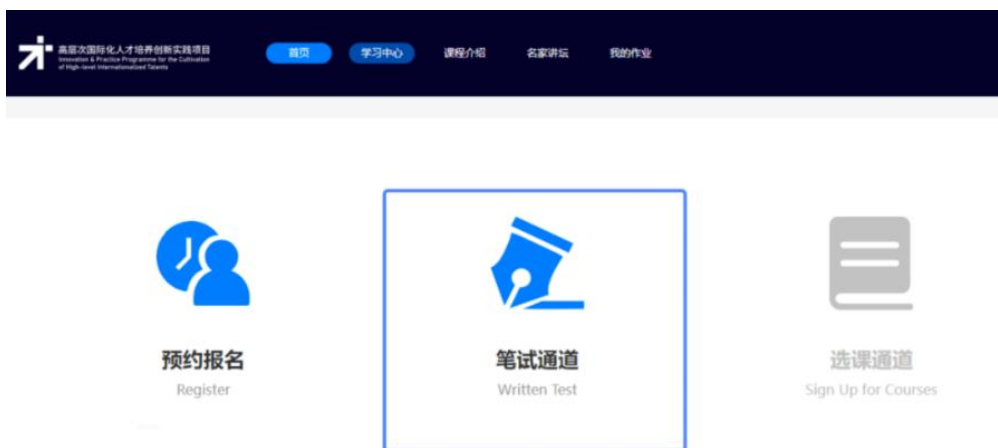 高层次国际化人才培养创新实践项目
Innovation & Practice Programme for the Cultivation
of High-level Internationalized Talents
首页 学习中心 课程介绍 名家讲坛 我的作业
预约报名 笔试通道 选课通道
Register Written Test Sign Up for Courses